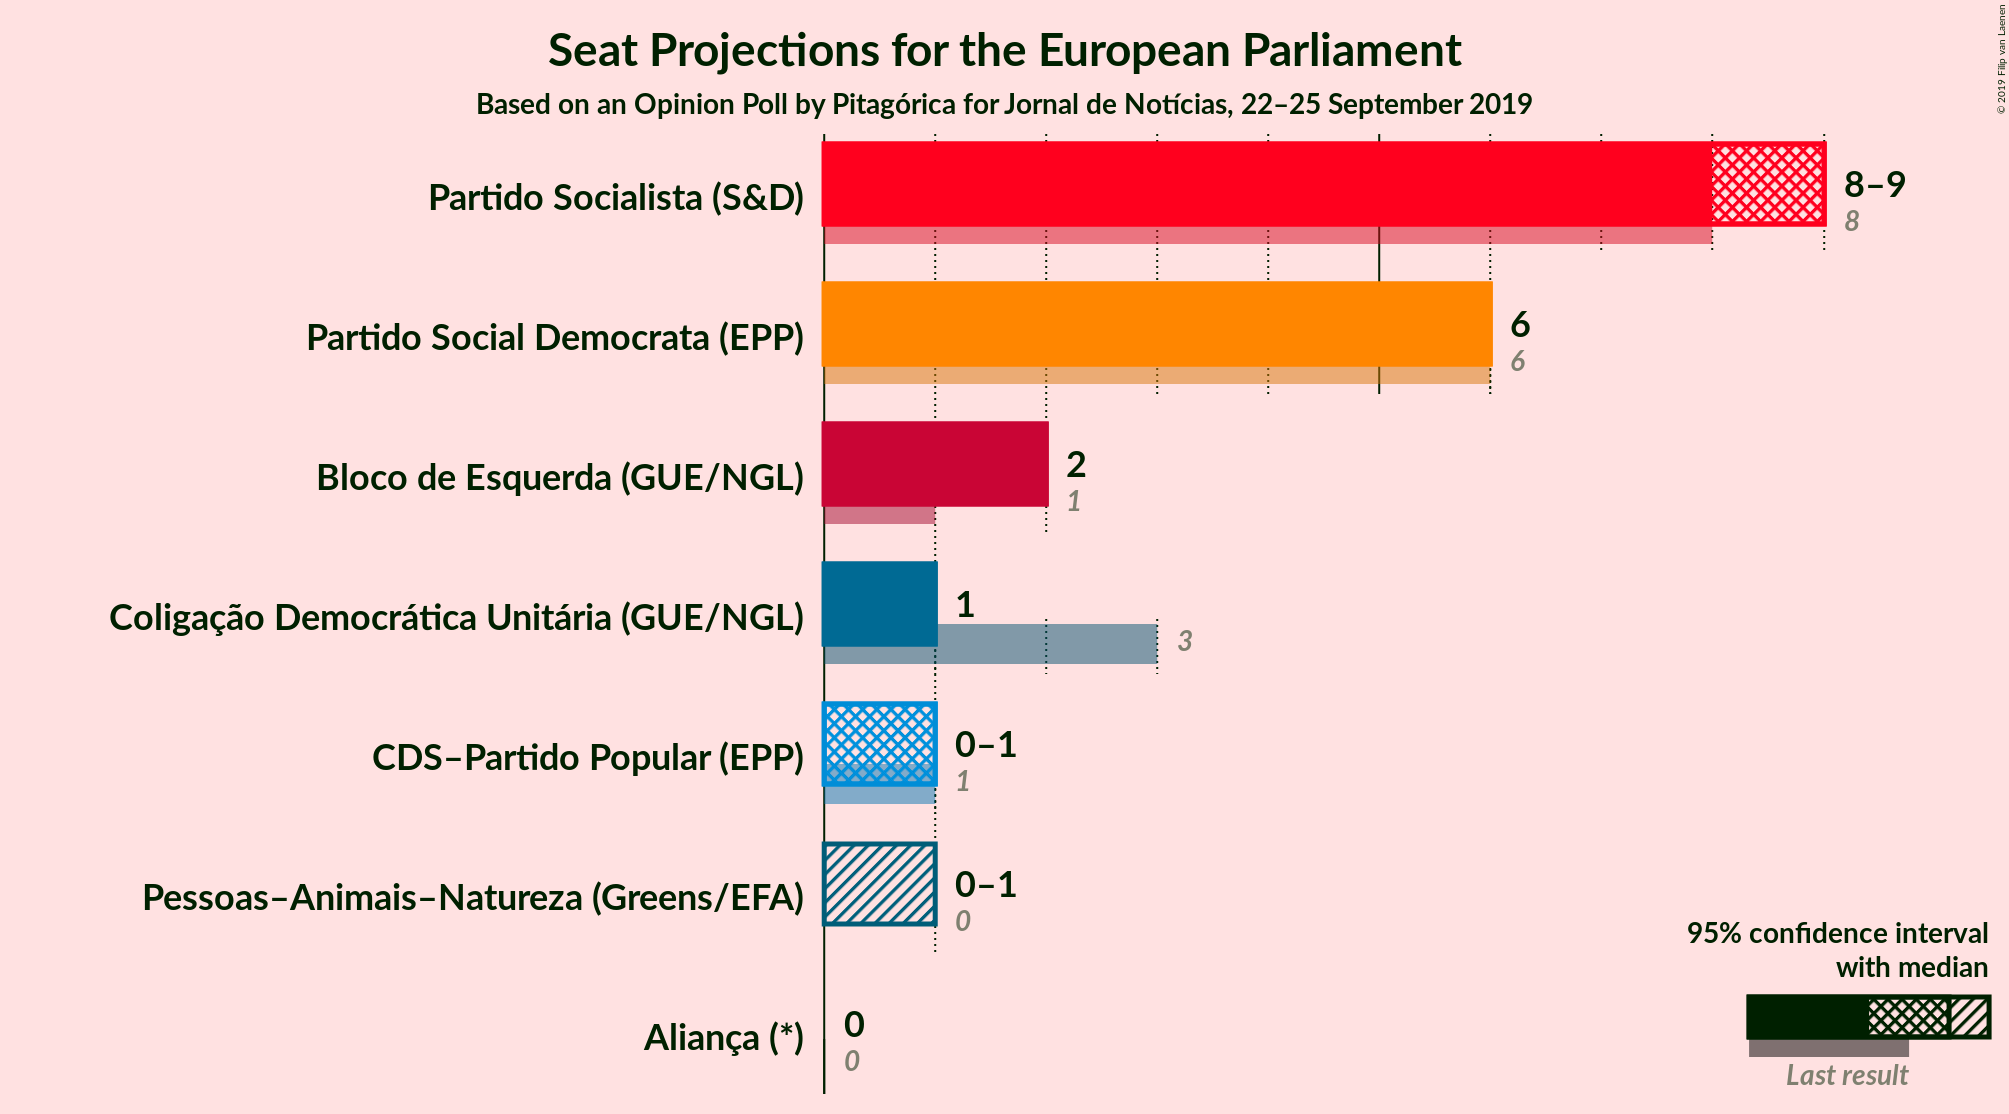 Seat Projections for the European Parliament
Based on an Opinion Poll by Pitagórica for Jornal de Notícias, 22–25 September 2019
© 2019 Filip van Laenen
Partido Socialista (S&D)
8–9
8
Partido Social Democrata (EPP)
6
6
Bloco de Esquerda (GUE/NGL)
2
1
Coligação Democrática Unitária (GUE/NGL)
1
3
CDS–Partido Popular (EPP)
0–1
1
Pessoas–Animais–Natureza (Greens/EFA)
0–1
0
Aliança (*)
0
0
95% confidence interval
with median
Last result